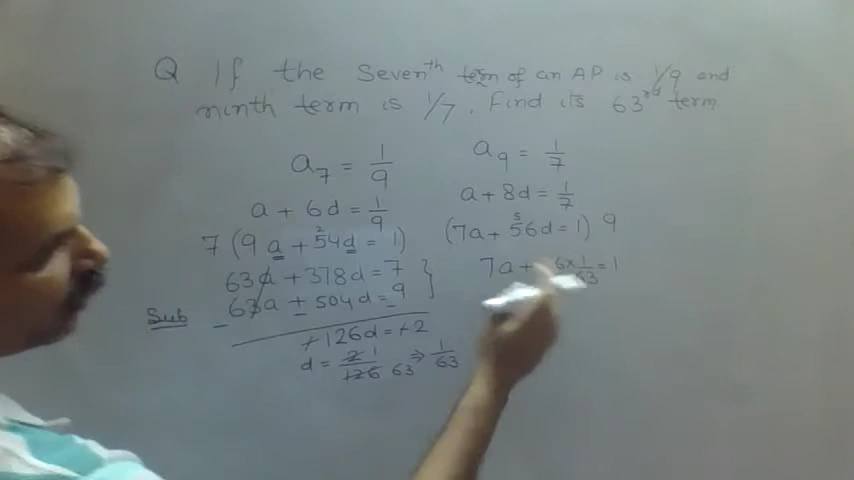 Q If the Seventh term of an AP is 1/9 and
ninth term is 1/7. Find its 63rd term
a7 = 1/9
a9 = 1/7
a + 6d = 1/9
a + 8d = 1/7
7 (9a + 54d = 1)
(7a + 56d = 1) 9
63a + 378d = 7
7a + 6 × 1/63 = 1
Sub 63a + 504d = 9
- - -
+126d = +2
d = 2/126 1 63 ⇒ 1/63